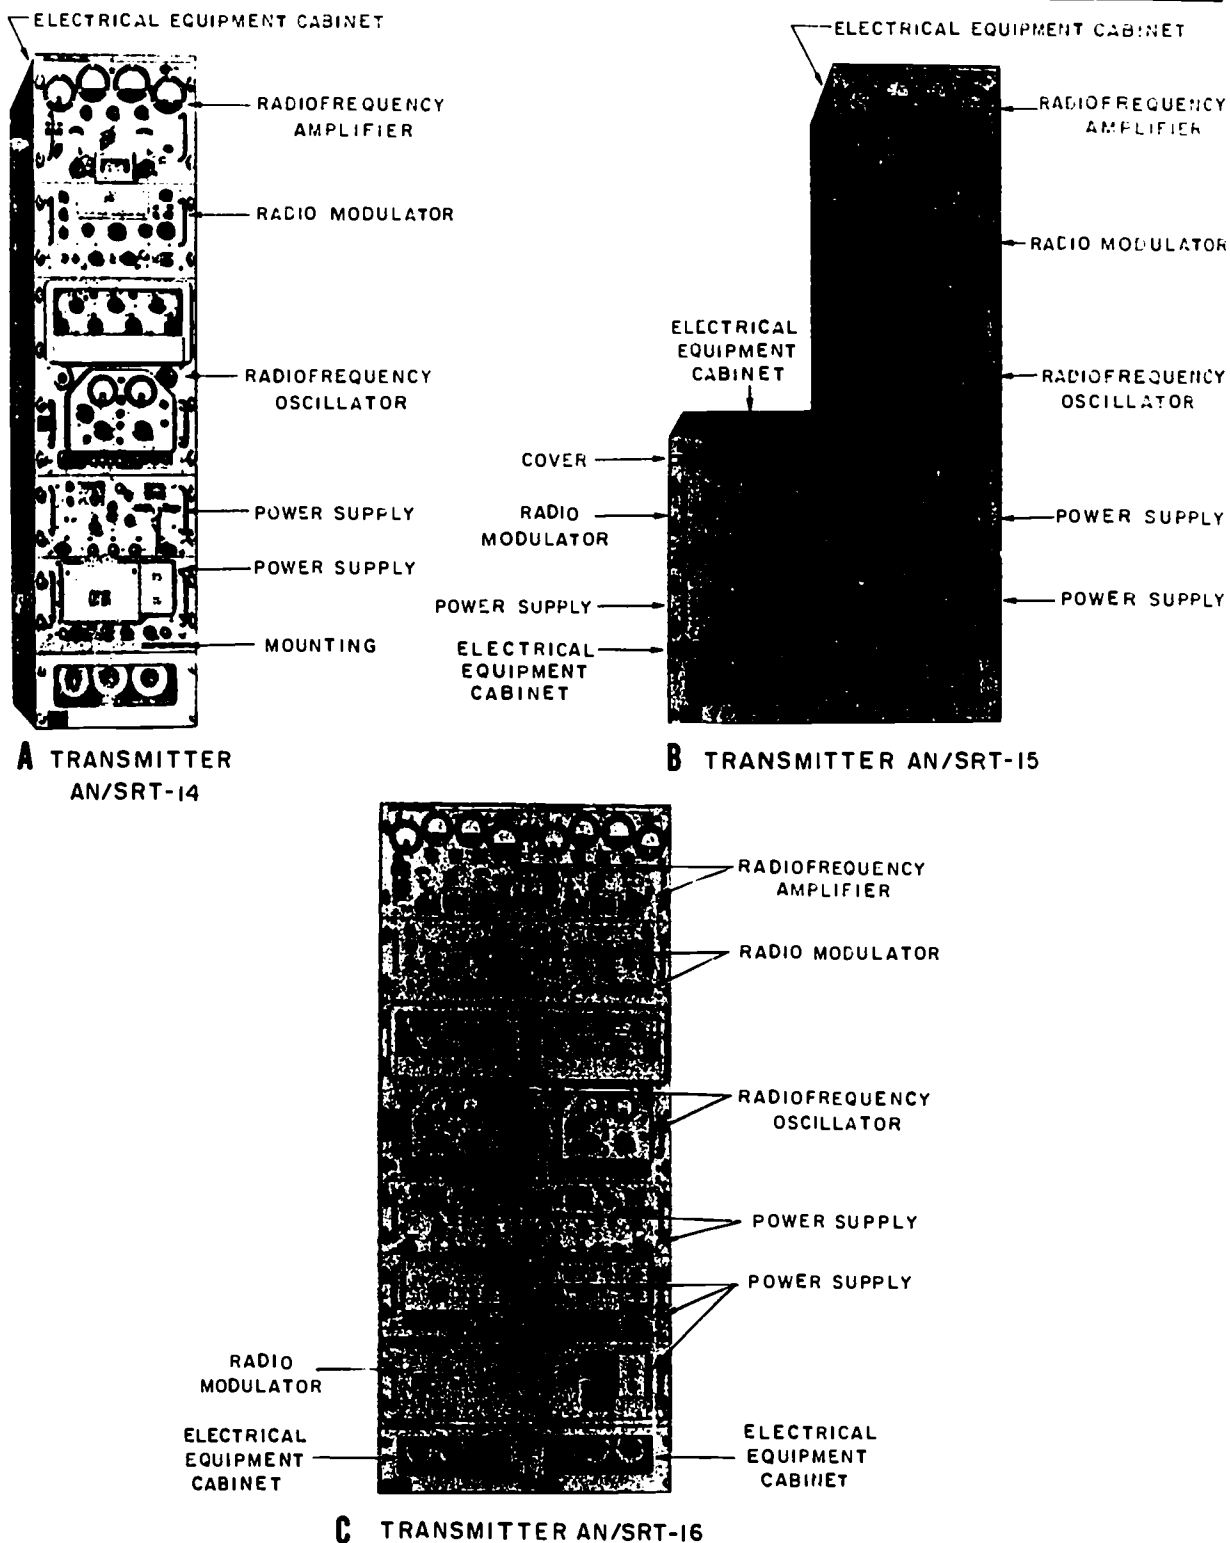 ELECTRICAL EQUIPMENT CABINET
RADIOFREQUENCY
AMPLIFIER
RADIO MODULATOR
RADIOFREQUENCY
OSCILLATOR
POWER SUPPLY
POWER SUPPLY
MOUNTING
A TRANSMITTER
AN/SRT-14
ELECTRICAL EQUIPMENT CABINET
RADIOFREQUENCY
AMPLIFIER
RADIO MODULATOR
ELECTRICAL
EQUIPMENT
CABINET
RADIOFREQUENCY
OSCILLATOR
COVER
RADIO
MODULATOR
POWER SUPPLY
POWER SUPPLY
POWER SUPPLY
ELECTRICAL
EQUIPMENT
CABINET
B TRANSMITTER AN/SRT-15
RADIOFREQUENCY
AMPLIFIER
RADIO MODULATOR
RADIOFREQUENCY
OSCILLATOR
POWER SUPPLY
POWER SUPPLY
RADIO
MODULATOR
ELECTRICAL
EQUIPMENT
CABINET
ELECTRICAL
EQUIPMENT
CABINET
C TRANSMITTER AN/SRT-16